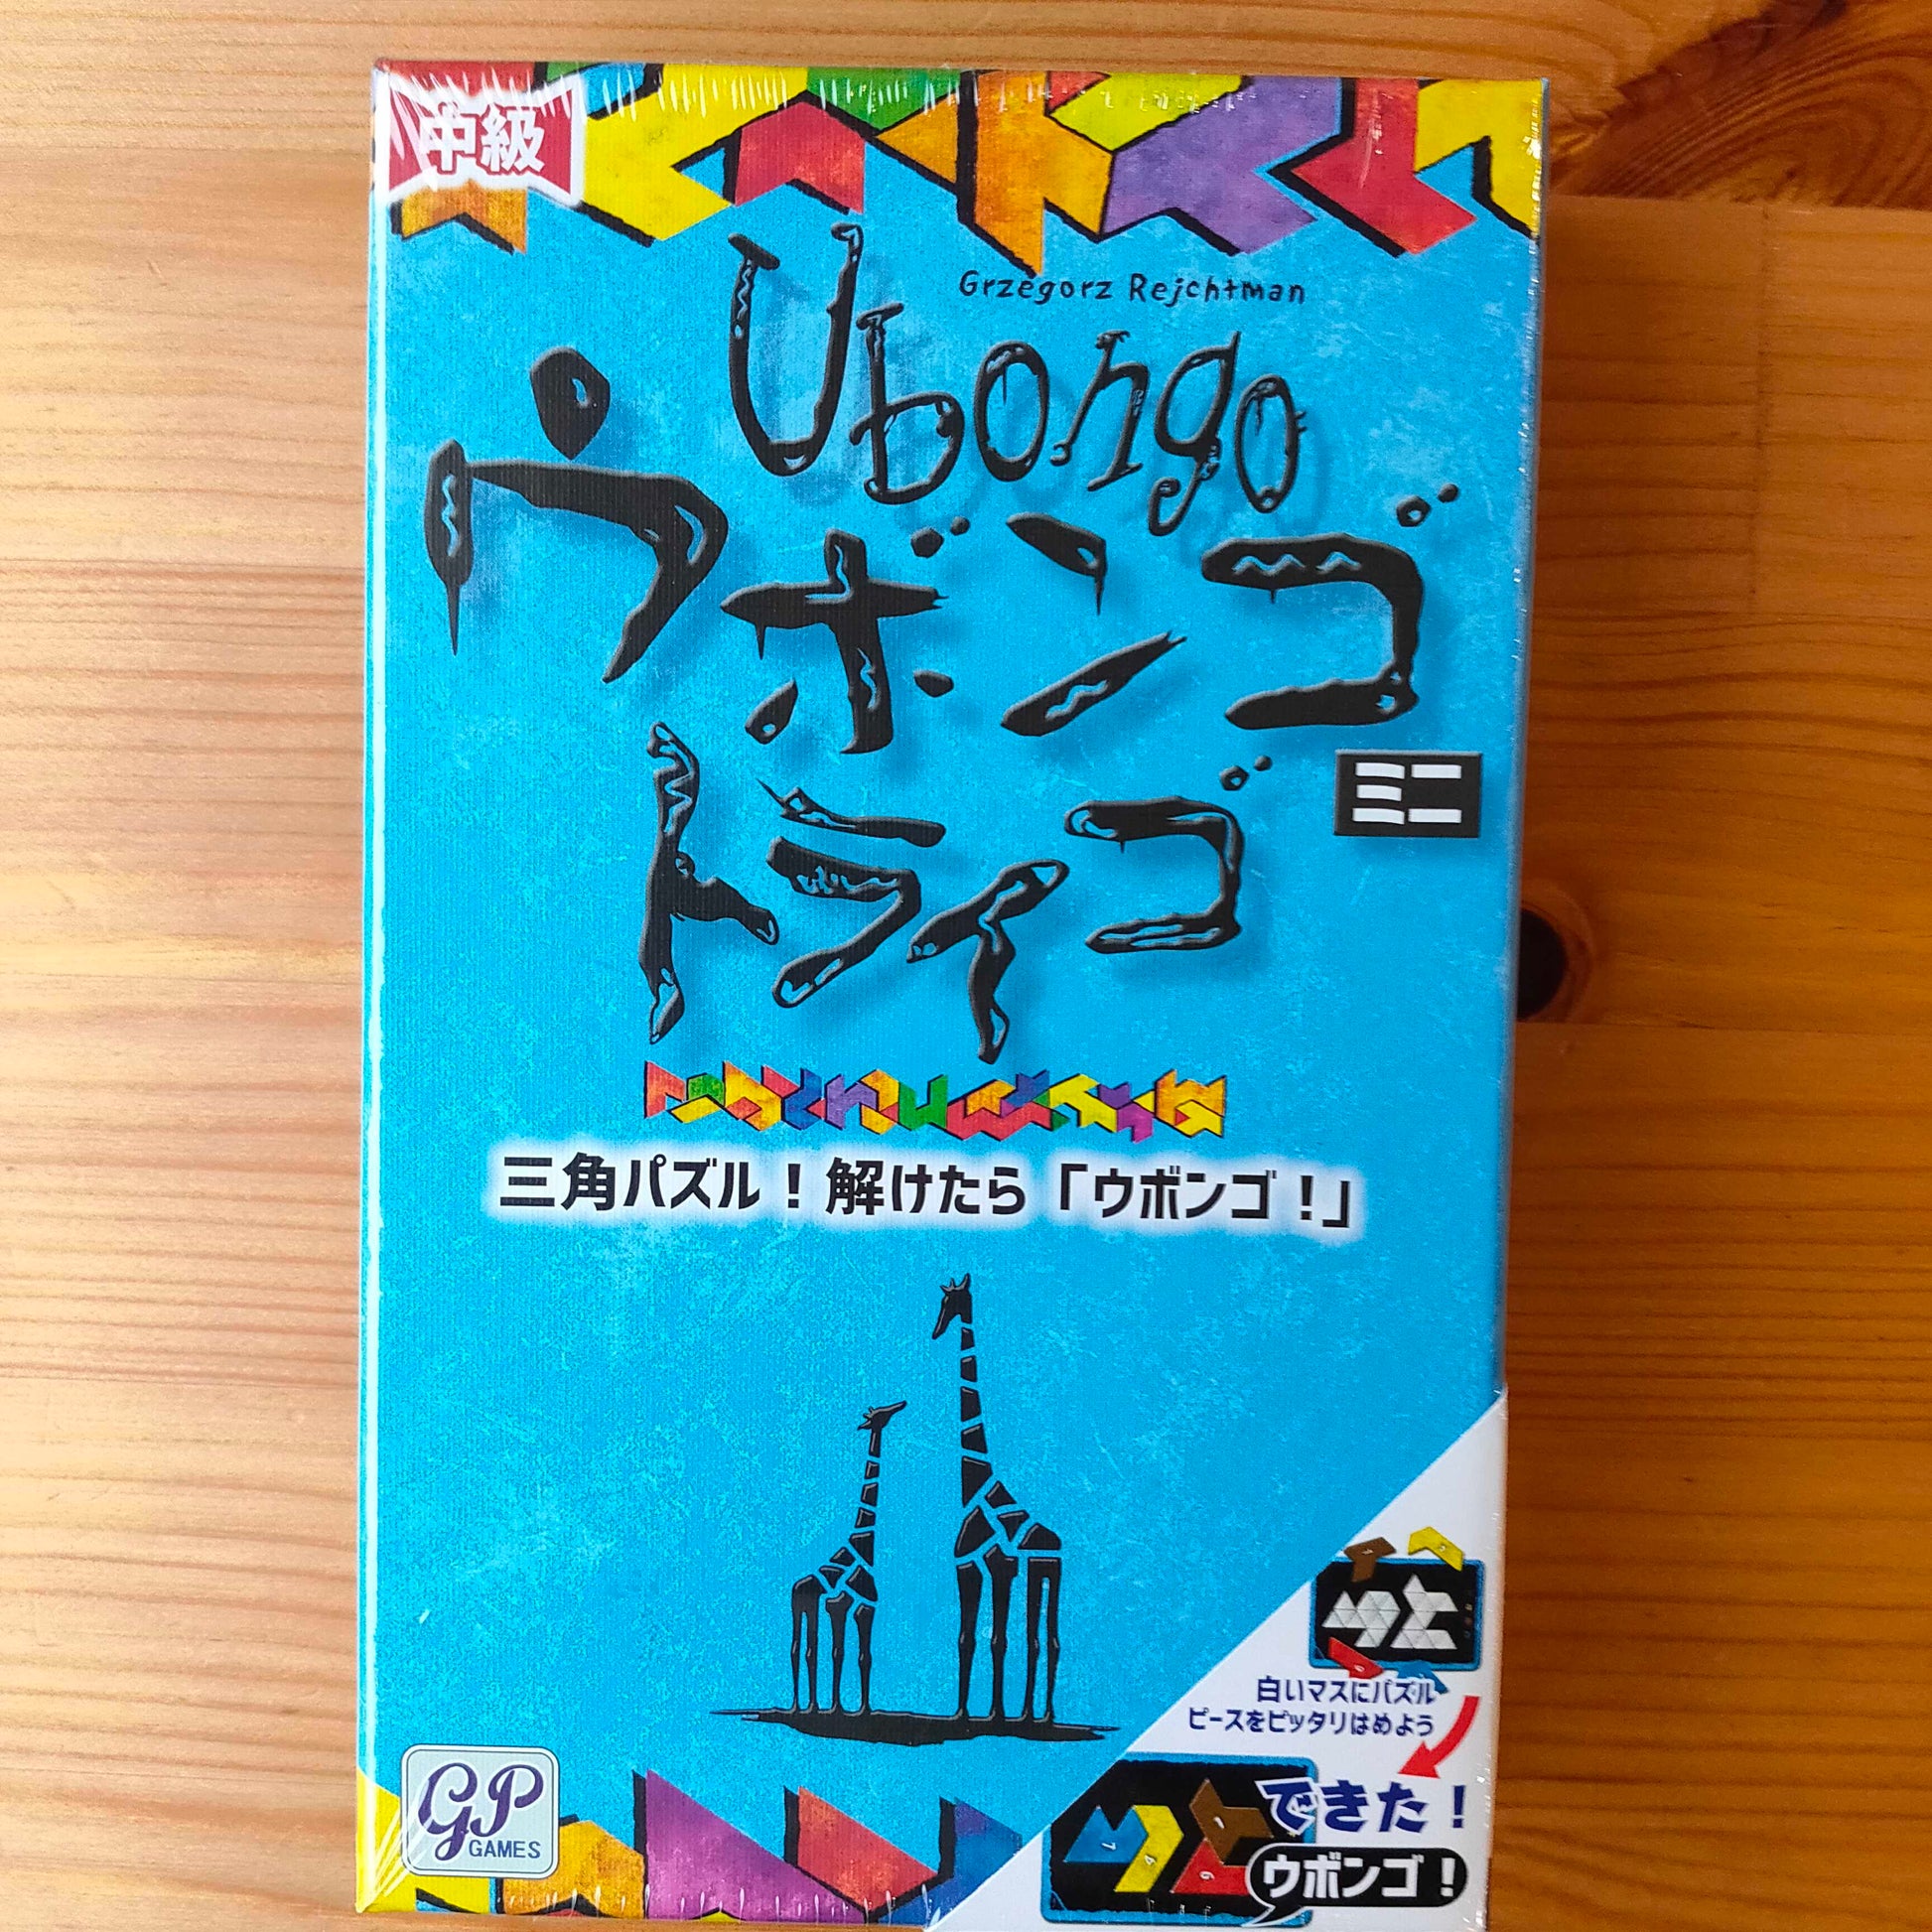 中級
Grzegorz Rejchtman
Ubongo
ウボンゴ
ミニ
トライゴ
三角パズル！解けたら「ウボンゴ！」
白いマスにパズル
ピースをピッタリはめよう
できた！
ウボンゴ！
GP
GAMES